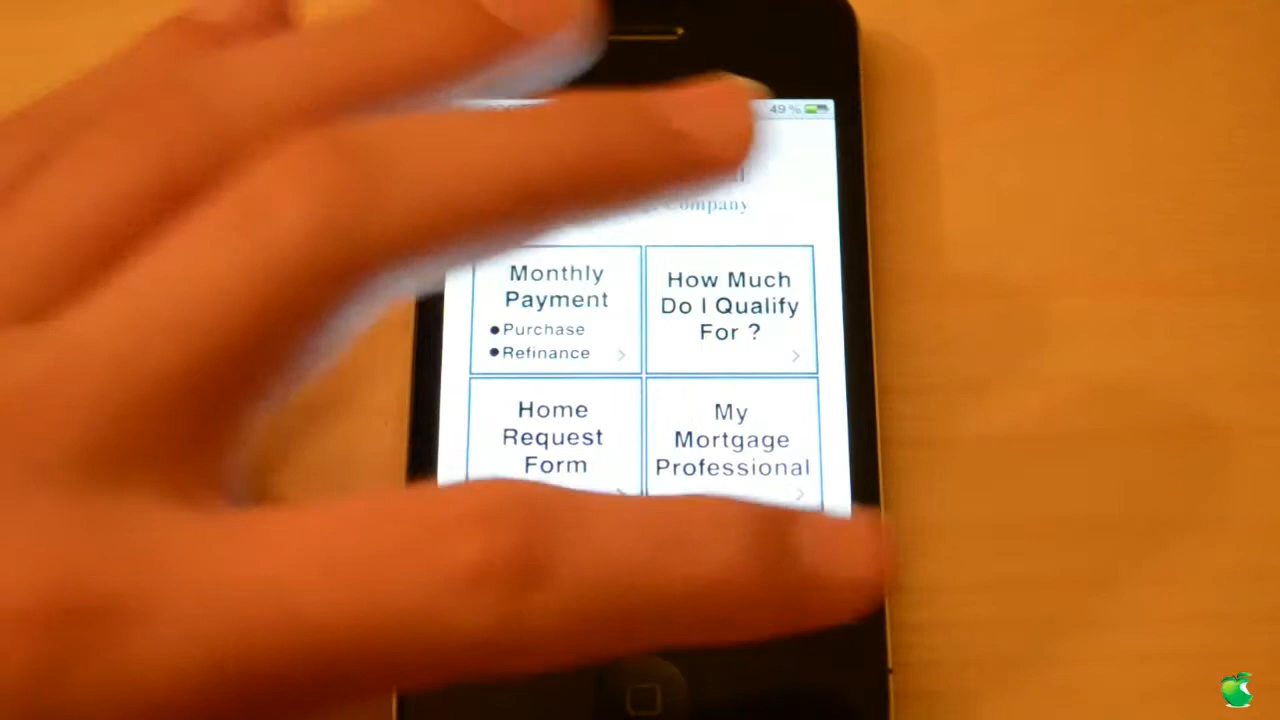 49 %
Company
Monthly
Payment
●Purchase
●Refinance
How Much
Do I Qualify
For ?
Home
Request
Form
My
Mortgage
Professional